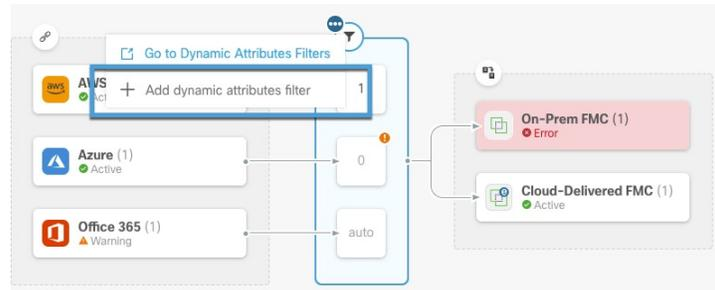 Go to Dynamic Attributes Filters
Add dynamic attributes filter
aws
AWS
Act
1
Azure (1)
Active
0
Office 365 (1)
Warning
auto
On-Prem FMC (1)
Error
Cloud-Delivered FMC (1)
Active